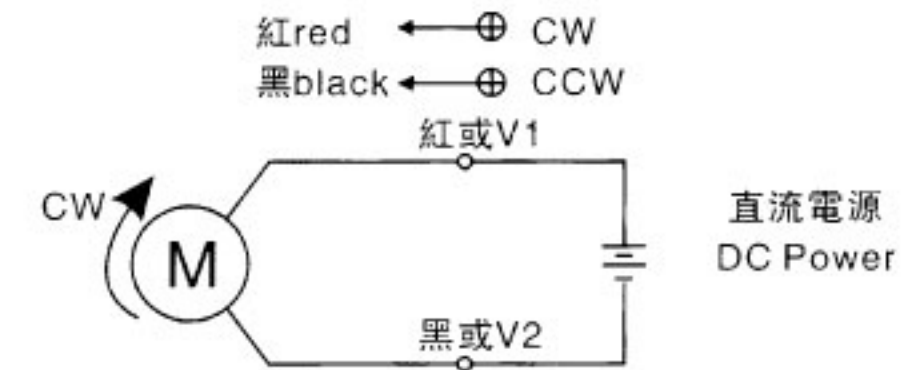 紅red ⊕ CW
黑black ⊕ CCW
紅或V1
CW
M
直流電源
DC Power
黑或V2